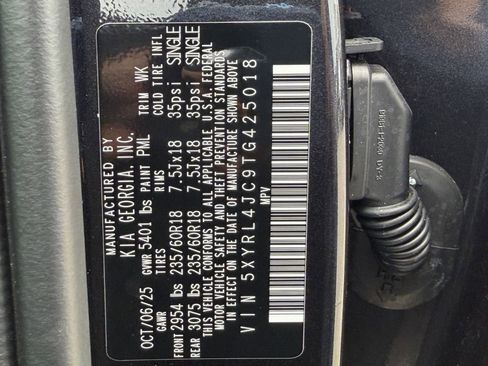 MANUFACTURED BY
KIA GEORGIA, INC.
OCT/06/25 GVWR 5401 lbs PAINT PML TRIM WK
GAWR TIRES RIMS COLD TIRE INFL
FRONT 2954 lbs 235/60R18 7.5Jx18 35psi SINGLE
REAR 3075 lbs 235/60R18 7.5Jx18 35psi SINGLE
THIS VEHICLE CONFORMS TO ALL APPLICABLE U.S.A. FEDERAL
MOTOR VEHICLE SAFETY AND THEFT PREVENTION STANDARDS
IN EFFECT ON THE DATE OF MANUFACTURE SHOWN ABOVE
VIN 5XYRL4JC9TG425018
MPV